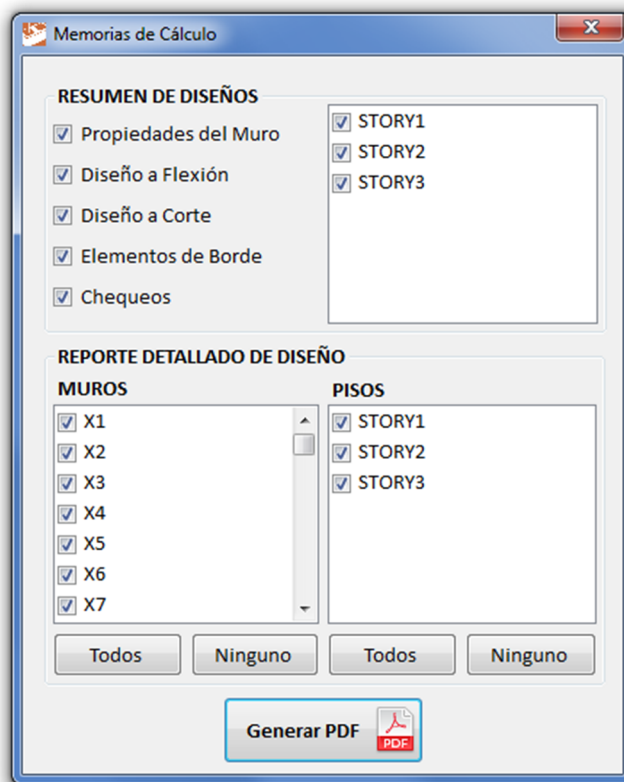 Memorias de Cálculo
RESUMEN DE DISEÑOS
Propiedades del Muro
Diseño a Flexión
Diseño a Corte
Elementos de Borde
Chequeos
STORY1
STORY2
STORY3
REPORTE DETALLADO DE DISEÑO
MUROS
X1
X2
X3
X4
X5
X6
X7
Todos
Ninguno
PISOS
STORY1
STORY2
STORY3
Todos
Ninguno
Generar PDF
PDF